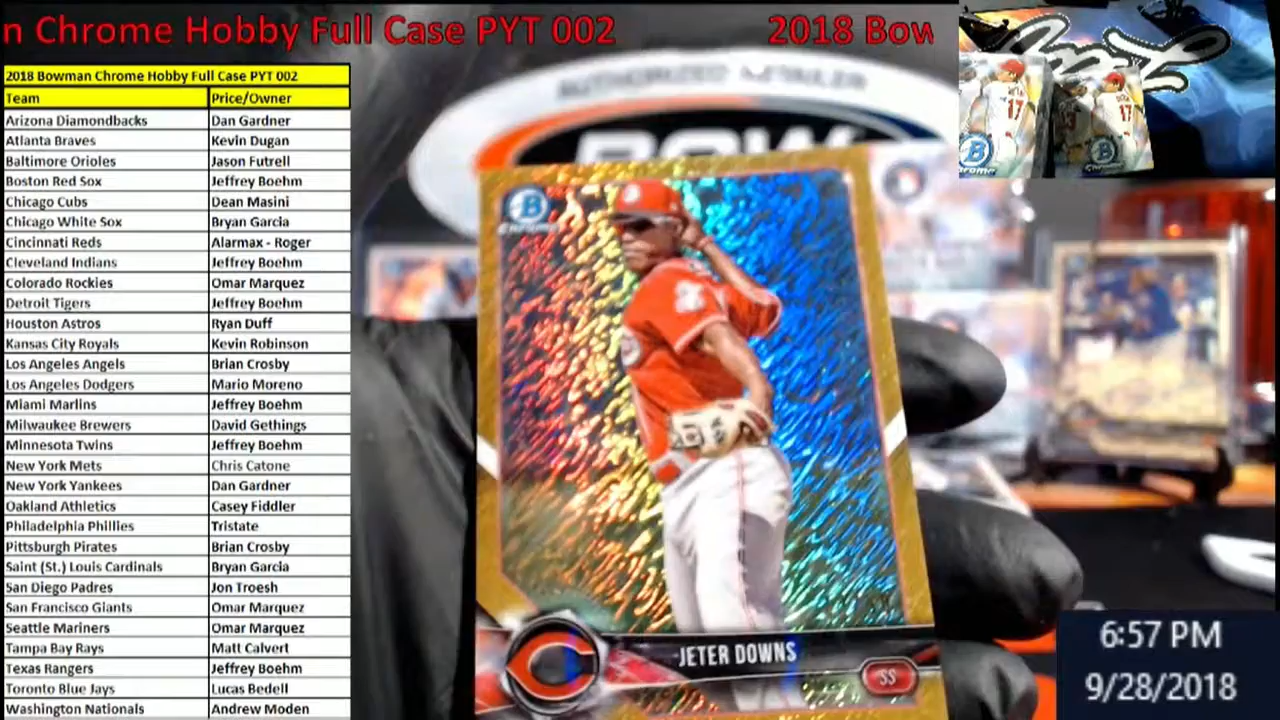 n Chrome Hobby Full Case PYT 002 2018 Bow
2018 Bowman Chrome Hobby Full Case PYT 002
Team Price/Owner
Arizona Diamondbacks Dan Gardner
Atlanta Braves Kevin Dugan
Baltimore Orioles Jason Futrell
Boston Red Sox Jeffrey Boehm
Chicago Cubs Dean Masini
Chicago White Sox Bryan Garcia
Cincinnati Reds Alarmax - Roger
Cleveland Indians Jeffrey Boehm
Colorado Rockies Omar Marquez
Detroit Tigers Jeffrey Boehm
Houston Astros Ryan Duff
Kansas City Royals Kevin Robinson
Los Angeles Angels Brian Crosby
Los Angeles Dodgers Mario Moreno
Miami Marlins Jeffrey Boehm
Milwaukee Brewers David Gethings
Minnesota Twins Jeffrey Boehm
New York Mets Chris Catone
New York Yankees Dan Gardner
Oakland Athletics Casey Fiddler
Philadelphia Phillies Tristate
Pittsburgh Pirates Brian Crosby
Saint (St.) Louis Cardinals Bryan Garcia
San Diego Padres Jon Troesh
San Francisco Giants Omar Marquez
Seattle Mariners Omar Marquez
Tampa Bay Rays Matt Calvert
Texas Rangers Jeffrey Boehm
Toronto Blue Jays Lucas Bedell
Washington Nationals Andrew Moden
AUTHORIZED RETAILER
BOW
B
Chrome
JETER DOWNS
SS
17
17
B
Chrome
B
Chrome
6:57 PM
9/28/2018